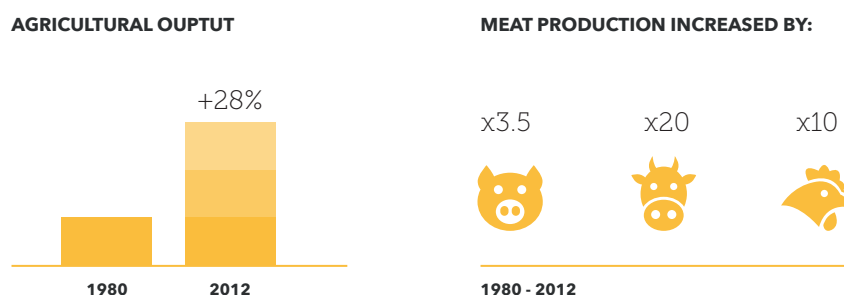 AGRICULTURAL OUPTUT
+28%
1980
2012
MEAT PRODUCTION INCREASED BY:
x3.5
x20
x10
1980 - 2012